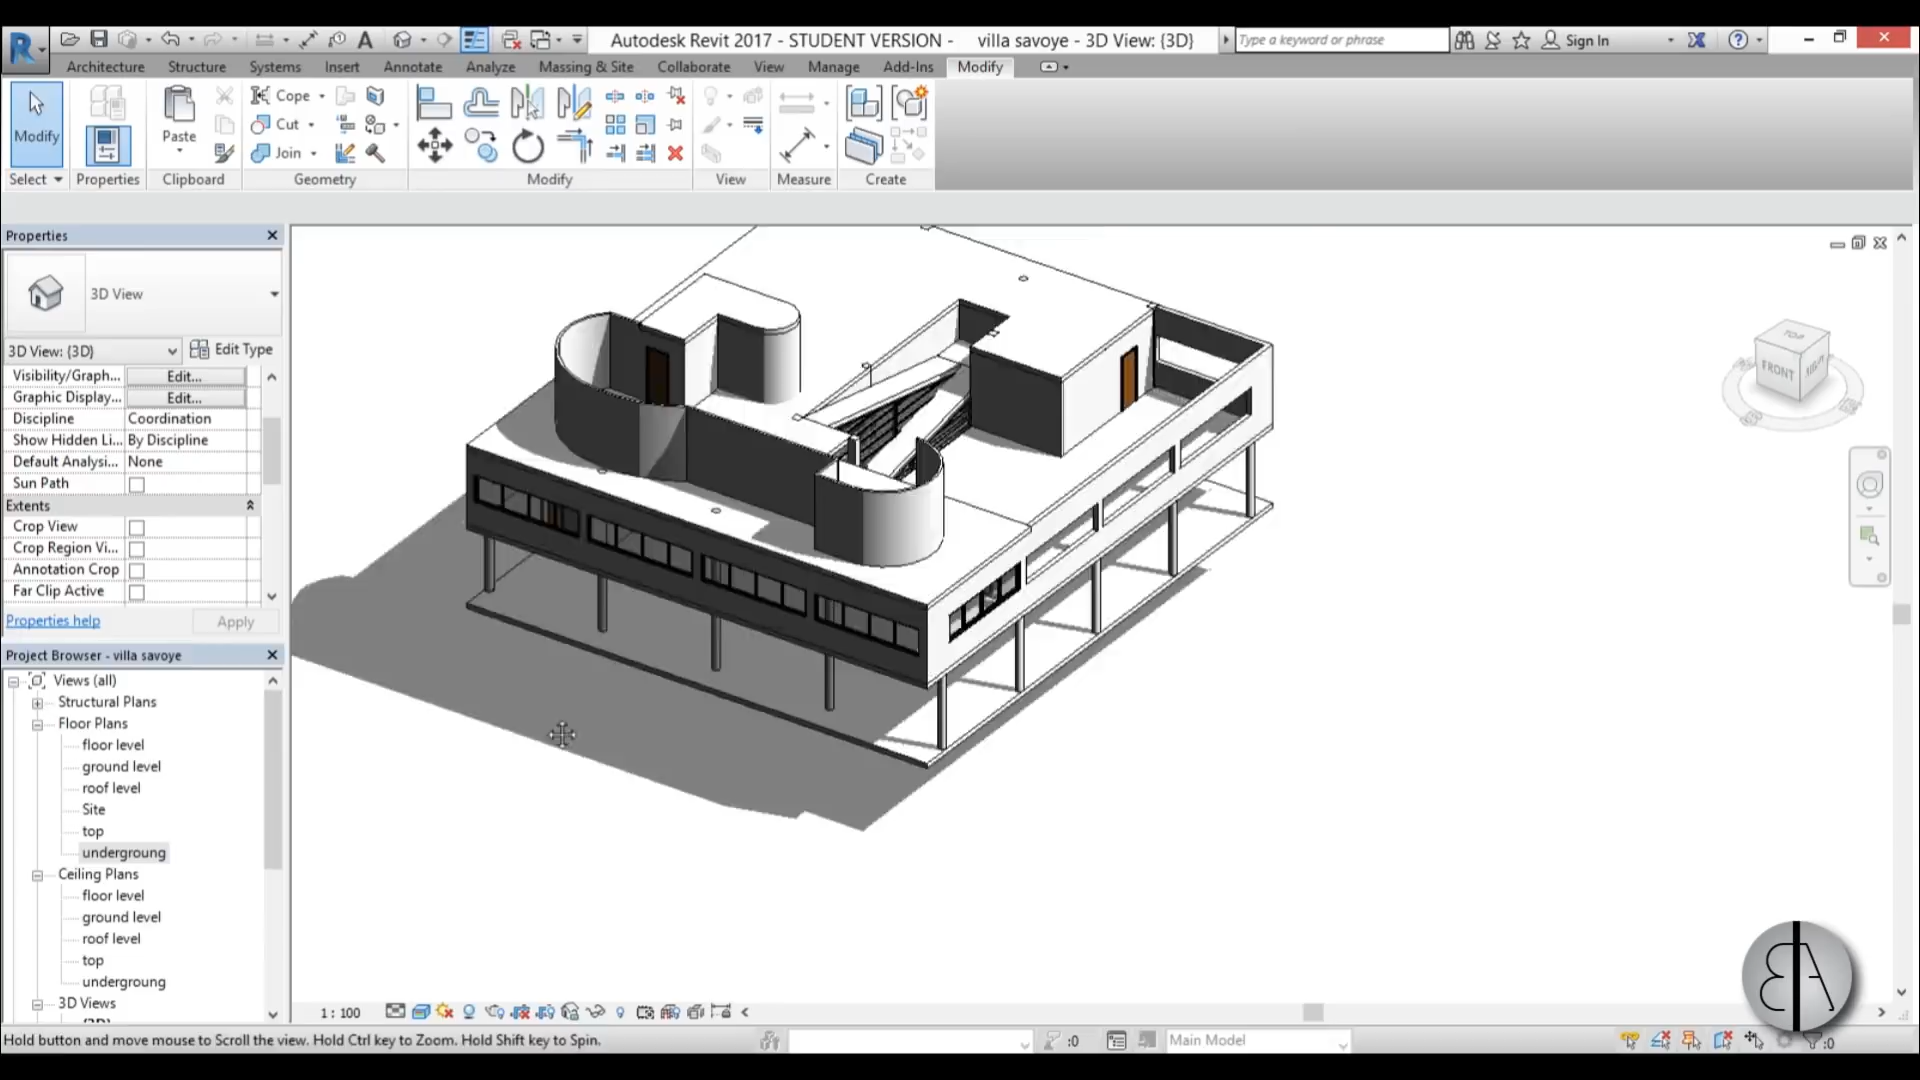 Autodesk Revit 2017 - STUDENT VERSION - villa savoye - 3D View: {3D}
Type a keyword or phrase
Sign In
Architecture Structure Systems Insert Annotate Analyze Massing & Site Collaborate View Manage Add-Ins Modify
Modify
Paste
Cope
Cut
Join
Select Properties Clipboard Geometry Modify View Measure Create
Properties
3D View
3D View: {3D} Edit Type
Visibility/Graph... Edit...
Graphic Display... Edit...
Discipline Coordination
Show Hidden Li... By Discipline
Default Analysi... None
Sun Path
Extents
Crop View
Crop Region Vi...
Annotation Crop
Far Clip Active
Properties help Apply
Project Browser - villa savoye
Views (all)
Structural Plans
Floor Plans
floor level
ground level
roof level
Site
top
undergroung
Ceiling Plans
floor level
ground level
roof level
top
undergroung
3D Views
{3D}
TOP
FRONT
RIGHT
1 : 100
Hold button and move mouse to Scroll the view. Hold Ctrl key to Zoom. Hold Shift key to Spin.
:0
Main Model
:0